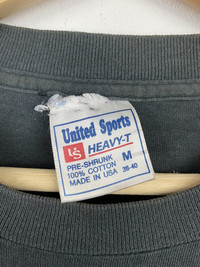 United Sports
US HEAVY-T
PRE-SHRUNK M
100% COTTON 38-40
MADE IN USA